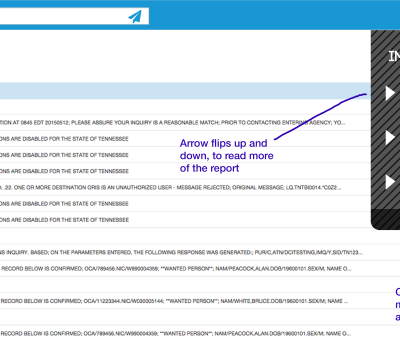 IM
TION AT 0845 EDT 20150512; PLEASE ASSURE YOUR INQUIRY IS A REASONABLE MATCH; PRIOR TO CONTACTING ENTERING AGENCY; YO...
ONS ARE DISABLED FOR THE STATE OF TENNESSEE
Arrow flips up and
down, to read more
of the report
ONS ARE DISABLED FOR THE STATE OF TENNESSEE
ONS ARE DISABLED FOR THE STATE OF TENNESSEE
; 22. ONE OR MORE DESTINATION ORIS IS AN UNAUTHORIZED USER - MESSAGE REJECTED; ORIGINAL MESSAGE, LQ.TNTBI0014.*C0Z2...
ONS ARE DISABLED FOR THE STATE OF TENNESSEE
ONS ARE DISABLED FOR THE STATE OF TENNESSEE
NS INQUIRY. BASED; ON THE PARAMETERS ENTERED, THE FOLLOWING RESPONSE WAS GENERATED:; PUR/C,ATN/DCITESTING,IMQ/Y,SID/TN123...
RECORD BELOW IS CONFIRMED; OCA/789456.NIC/W990004359; **WANTED PERSON**; NAM/PEACOCK,ALAN.DOB/19600101.SEX/M; NAME O...
RECORD BELOW IS CONFIRMED; OCA/11223344.NIC/W030005144; **WANTED PERSON**; NAM/WHITE,BRUCE.DOB/19600101.SEX/M; NAME O...
RECORD BELOW IS CONFIRMED; OCA/789456.NIC/W990004359; **WANTED PERSON**; NAM/PEACOCK,ALAN.DOB/19600101.SEX/M; NAME O...